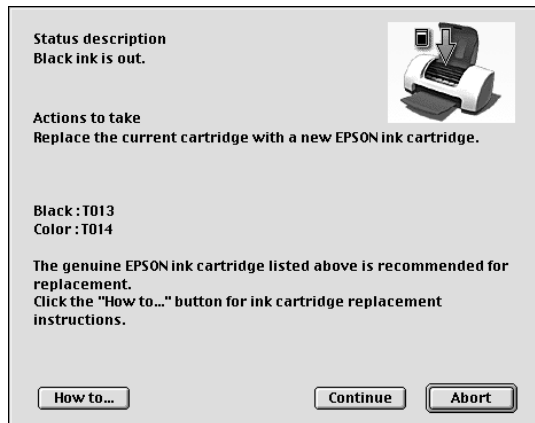 Status description
Black ink is out.
Actions to take
Replace the current cartridge with a new EPSON ink cartridge.
Black : T013
Color : T014
The genuine EPSON ink cartridge listed above is recommended for
replacement.
Click the "How to..." button for ink cartridge replacement
instructions.
How to...
Continue
Abort